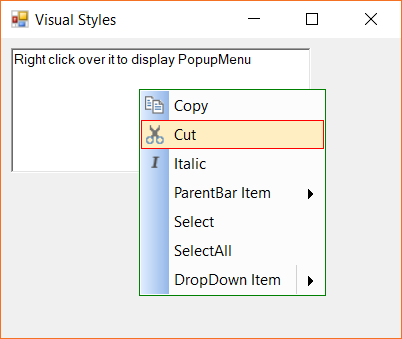 Visual Styles
Right click over it to display PopupMenu
Copy
Cut
Italic
ParentBar Item
Select
SelectAll
DropDown Item